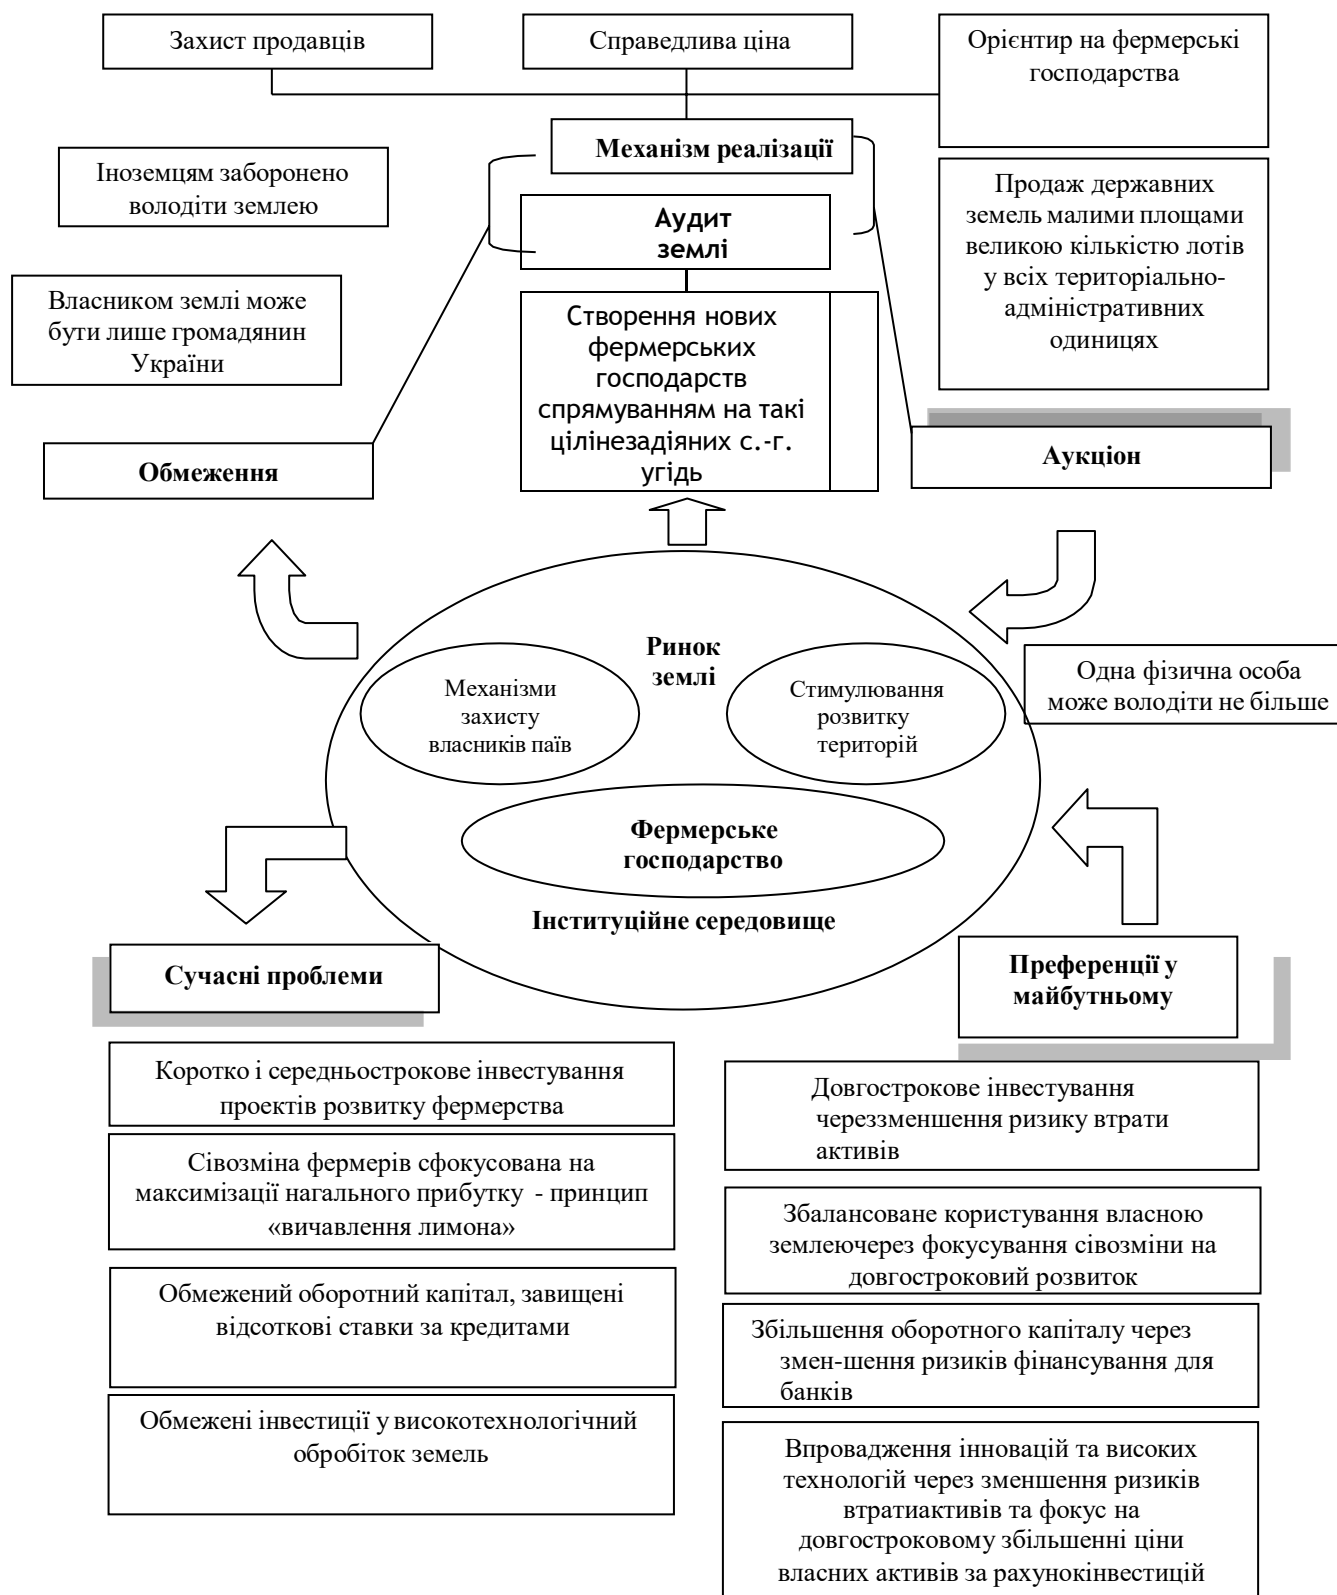 Захист продавців
Справедлива ціна
Орієнтир на фермерські
господарства
Механізм реалізації
Іноземцям заборонено
володіти землею
Продаж державних
земель малими площами
великою кількістю лотів
у всіх територіально-
адміністративних
одиницях
Аудит
землі
Власником землі може
бути лише громадянин
України
Створення нових
фермерських
господарств
спрямуванням на такі
цілінезадіяних с.-г.
угідь
Обмеження
Аукціон
Ринок
землі
Механізми
захисту
власників паїв
Стимулювання
розвитку
територій
Одна фізична особа
може володіти не більше
Фермерське
господарство
Інституційне середовище
Сучасні проблеми
Преференції у
майбутньому
Коротко і середньострокове інвестування
проектів розвитку фермерства
Сівозміна фермерів сфокусована на
максимізації нагального прибутку - принцип
«вичавлення лимона»
Обмежений оборотний капітал, завищені
відсоткові ставки за кредитами
Обмежені інвестиції у високотехнологічний
обробіток земель
Довгострокове інвестування
череззменшення ризику втрати
активів
Збалансоване користування власною
землеючерез фокусування сівозміни на
довгостроковий розвиток
Збільшення оборотного капіталу через
змен-шення ризиків фінансування для
банків
Впровадження інновацій та високих
технологій через зменшення ризиків
втратиактивів та фокус на
довгостроковому збільшенні ціни
власних активів за рахунокінвестицій